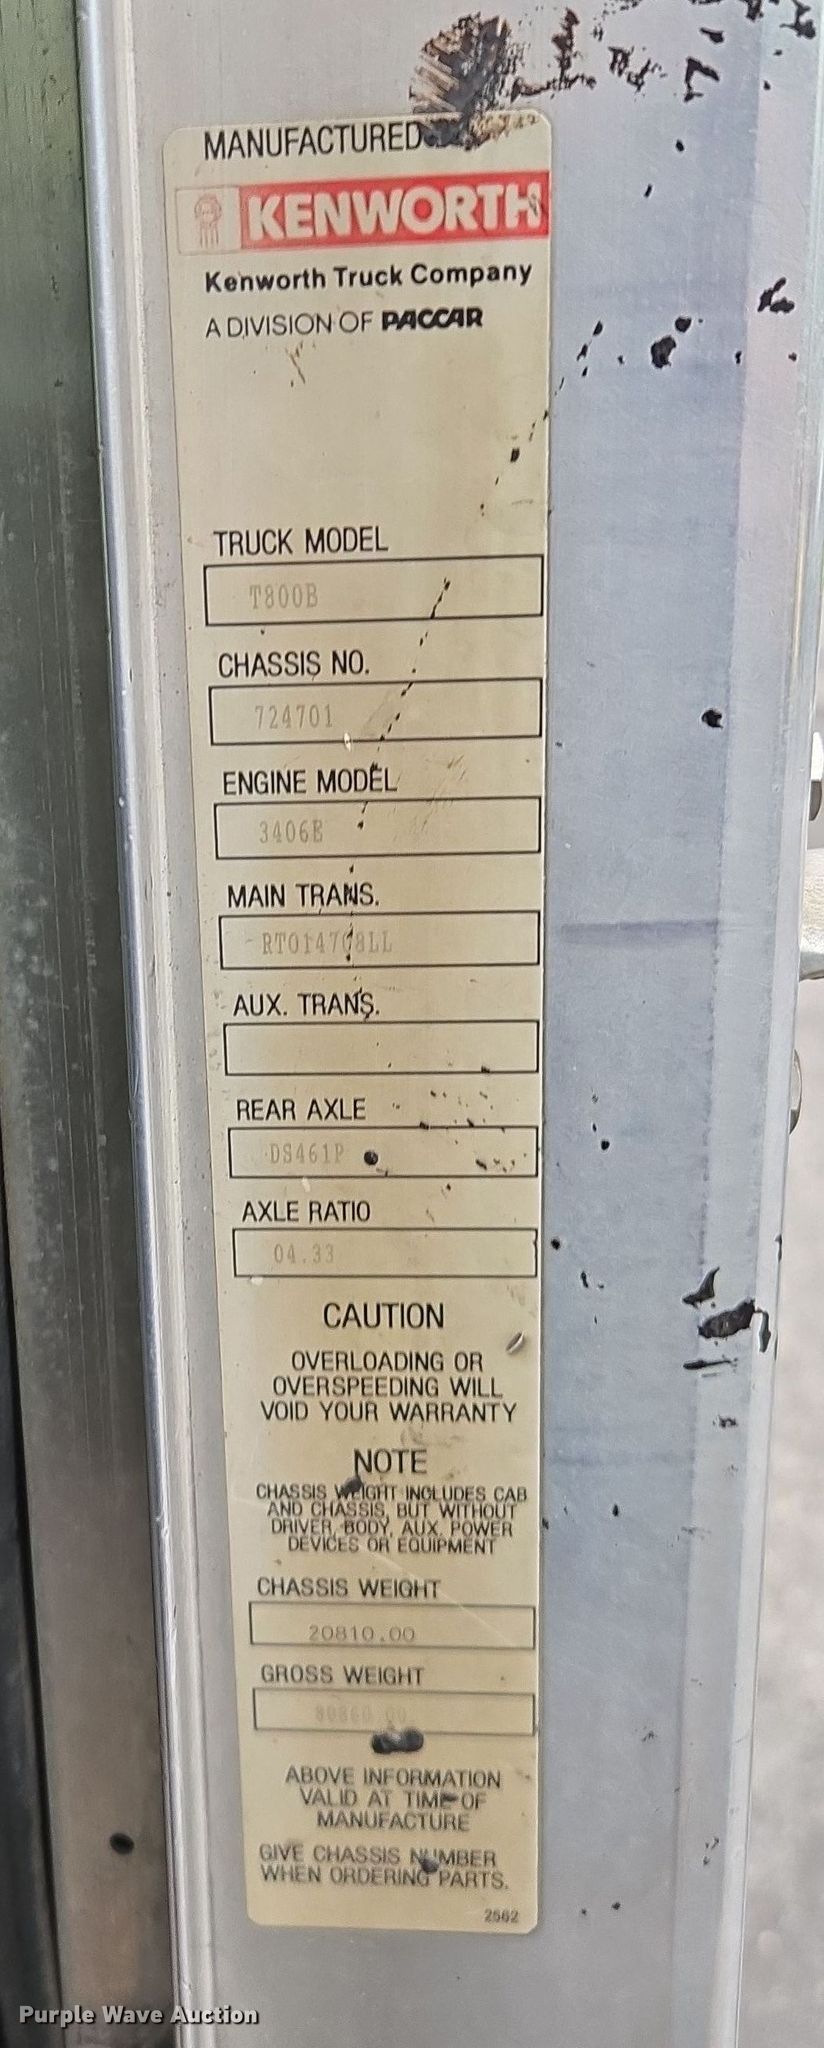 MANUFACTURED
KENWORTH
Kenworth Truck Company
A DIVISION OF PACCAR
TRUCK MODEL
T800B
CHASSIS NO.
724701
ENGINE MODEL
3406E
MAIN TRANS.
RTO14708LL
AUX. TRANS.
REAR AXLE
DS461P
AXLE RATIO
04.33
CAUTION
OVERLOADING OR
OVERSPEEDING WILL
VOID YOUR WARRANTY
NOTE
CHASSIS WEIGHT INCLUDES CAB
AND CHASSIS, BUT WITHOUT
DRIVER, BODY, AUX. POWER
DEVICES OR EQUIPMENT
CHASSIS WEIGHT
20810.00
GROSS WEIGHT
ABOVE INFORMATION
VALID AT TIME OF
MANUFACTURE
GIVE CHASSIS NUMBER
WHEN ORDERING PARTS.
2562
Purple Wave Auction